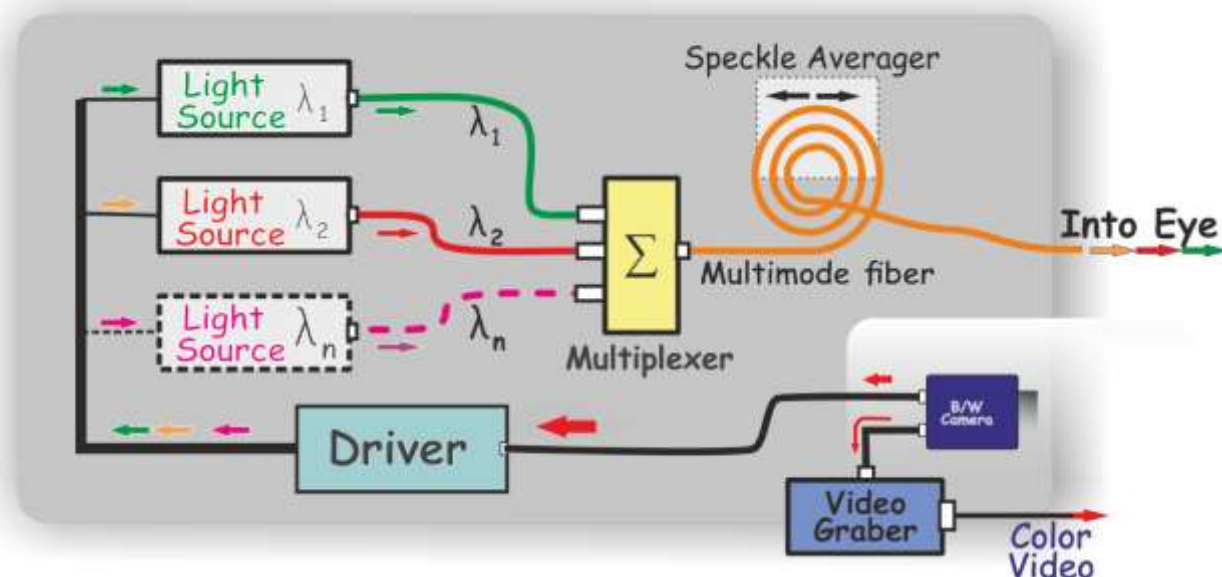 Speckle Averager
Light
Source λ1
λ1
Light
Source λ2
λ2
Light
Source λn
λn
Σ
Multiplexer
Multimode fiber
Into Eye
Driver
B/W
Camera
Video
Graber
Color
Video